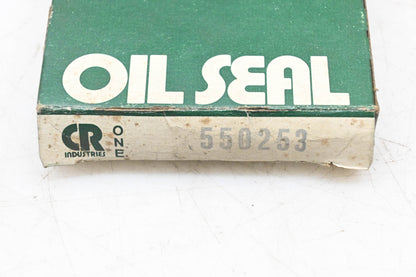 OIL SEAL
CR
INDUSTRIES
ONE
550253